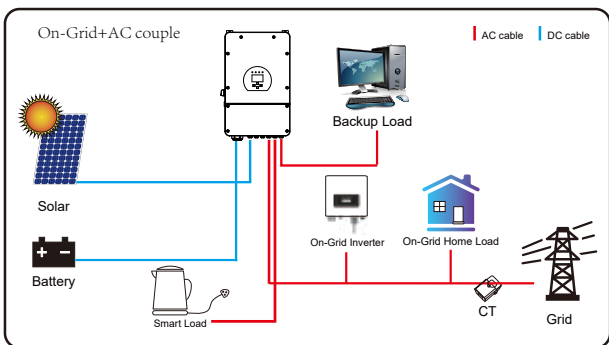 On-Grid+AC couple
AC cable
DC cable
Backup Load
Solar
On-Grid Inverter
On-Grid Home Load
Battery
Smart Load
CT
Grid